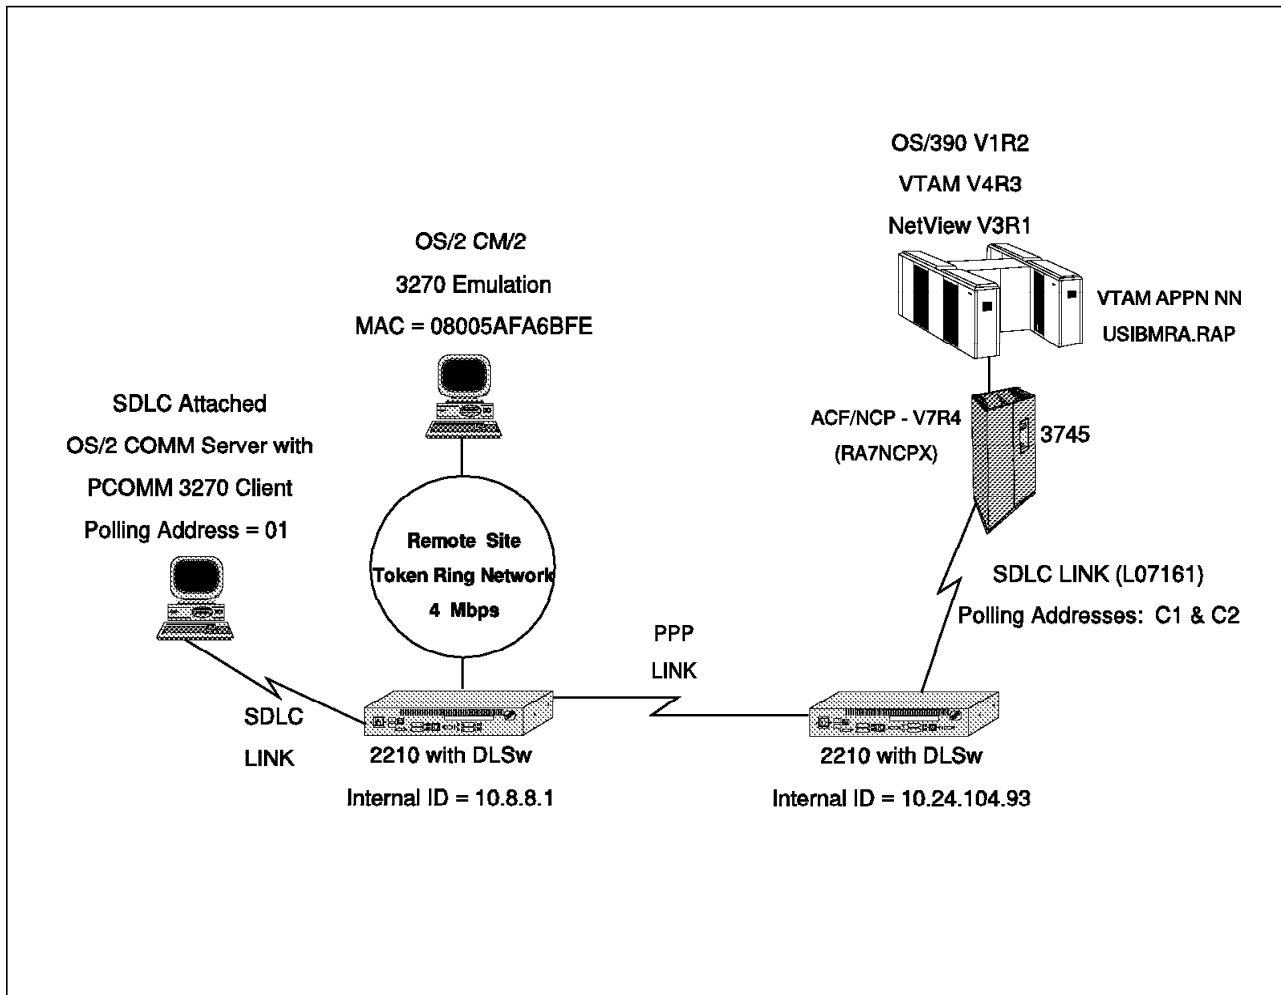 OS/390 V1R2
VTAM V4R3
NetView V3R1
VTAM APPN NN
USIBMRA.RAP
OS/2 CM/2
3270 Emulation
MAC = 08005AFA6BFE
SDLC Attached
OS/2 COMM Server with
PCOMM 3270 Client
Polling Address = 01
ACF/NCP - V7R4
(RA7NCPX)
3745
Remote Site
Token Ring Network
4 Mbps
SDLC LINK (L07161)
Polling Addresses: C1 & C2
PPP
LINK
SDLC
LINK
2210 with DLSw
Internal ID = 10.8.8.1
2210 with DLSw
Internal ID = 10.24.104.93